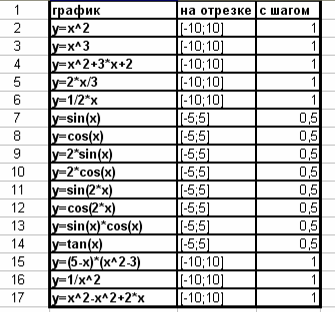 1 график на отрезке с шагом
2 y=x^2 [-10;10] 1
3 y=x^3 [-10;10] 1
4 y=x^2+3*x+2 [-10;10] 1
5 y=2*x/3 [-10;10] 1
6 y=1/2*x [-10;10] 1
7 y=sin(x) [-5;5] 0,5
8 y=cos(x) [-5;5] 0,5
9 y=2*sin(x) [-5;5] 0,5
10 y=2*cos(x) [-5;5] 0,5
11 y=sin(2*x) [-5;5] 0,5
12 y=cos(2*x) [-5;5] 0,5
13 y=sin(x)*cos(x) [-5;5] 0,5
14 y=tan(x) [-5;5] 0,5
15 y=(5-x)*(x^2-3) [-10;10] 1
16 y=1/x^2 [-10;10] 1
17 y=x^2-x^2+2*x [-10;10] 1